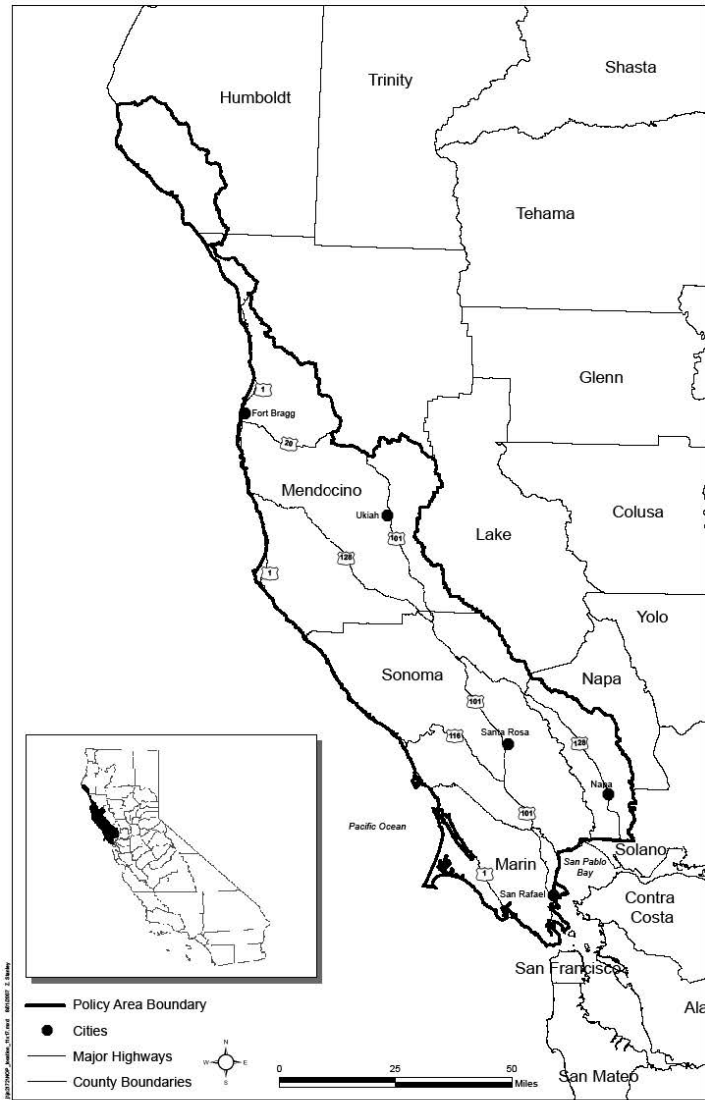 Shasta
Trinity
Humboldt
Tehama
Glenn
1
Fort Bragg
20
Mendocino
Colusa
Ukiah
Lake
101
128
1
Yolo
Sonoma
Napa
101
Santa Rosa
116
128
Napa
101
Pacific Ocean
Solano
Marin
San Pablo
Bay
1
San Rafael
Contra
Costa
San Francisco
Ala
San Mateo
Policy Area Boundary
Cities
Major Highways
County Boundaries
N
W
E
S
0
25
50
Miles